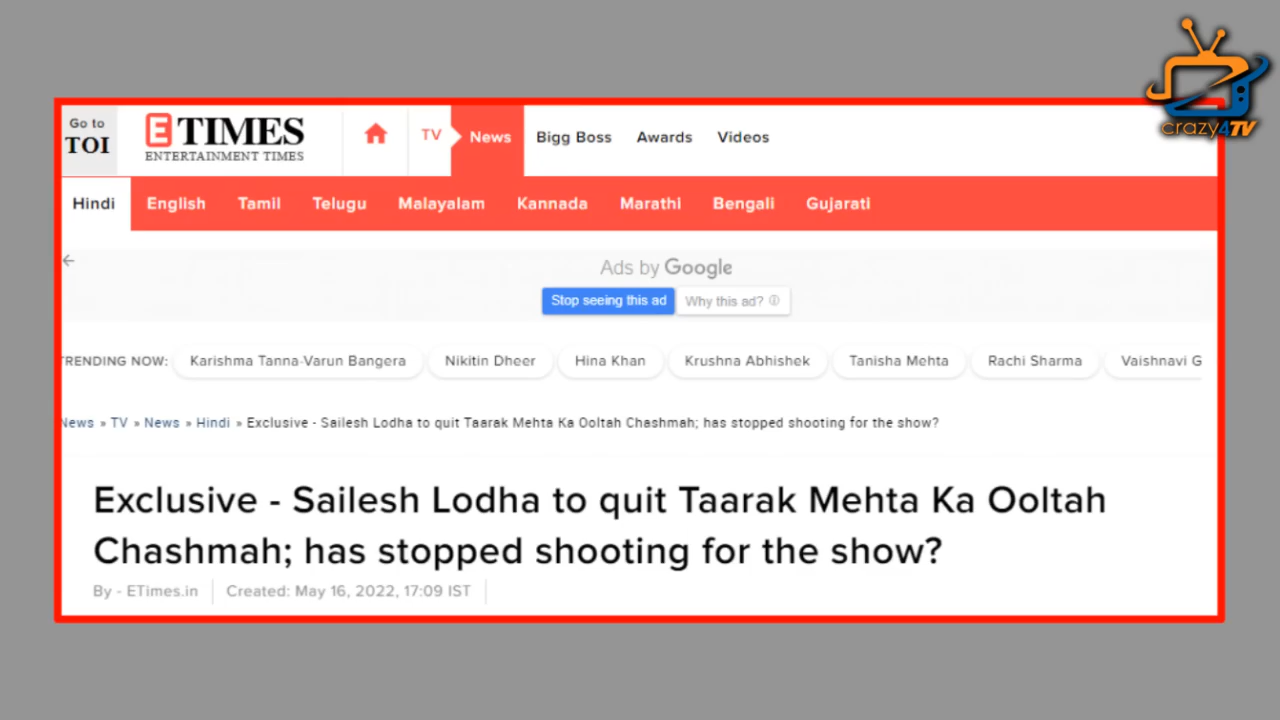 crazy4TV
Go to
TOI
E TIMES
ENTERTAINMENT TIMES
TV
News
Bigg Boss
Awards
Videos
Hindi
English
Tamil
Telugu
Malayalam
Kannada
Marathi
Bengali
Gujarati
Ads by Google
Stop seeing this ad
Why this ad?
TRENDING NOW:
Karishma Tanna-Varun Bangera
Nikitin Dheer
Hina Khan
Krushna Abhishek
Tanisha Mehta
Rachi Sharma
Vaishnavi G
News » TV » News » Hindi » Exclusive - Sailesh Lodha to quit Taarak Mehta Ka Ooltah Chashmah; has stopped shooting for the show?
Exclusive - Sailesh Lodha to quit Taarak Mehta Ka Ooltah
Chashmah; has stopped shooting for the show?
By - ETimes.in
Created: May 16, 2022, 17:09 IST